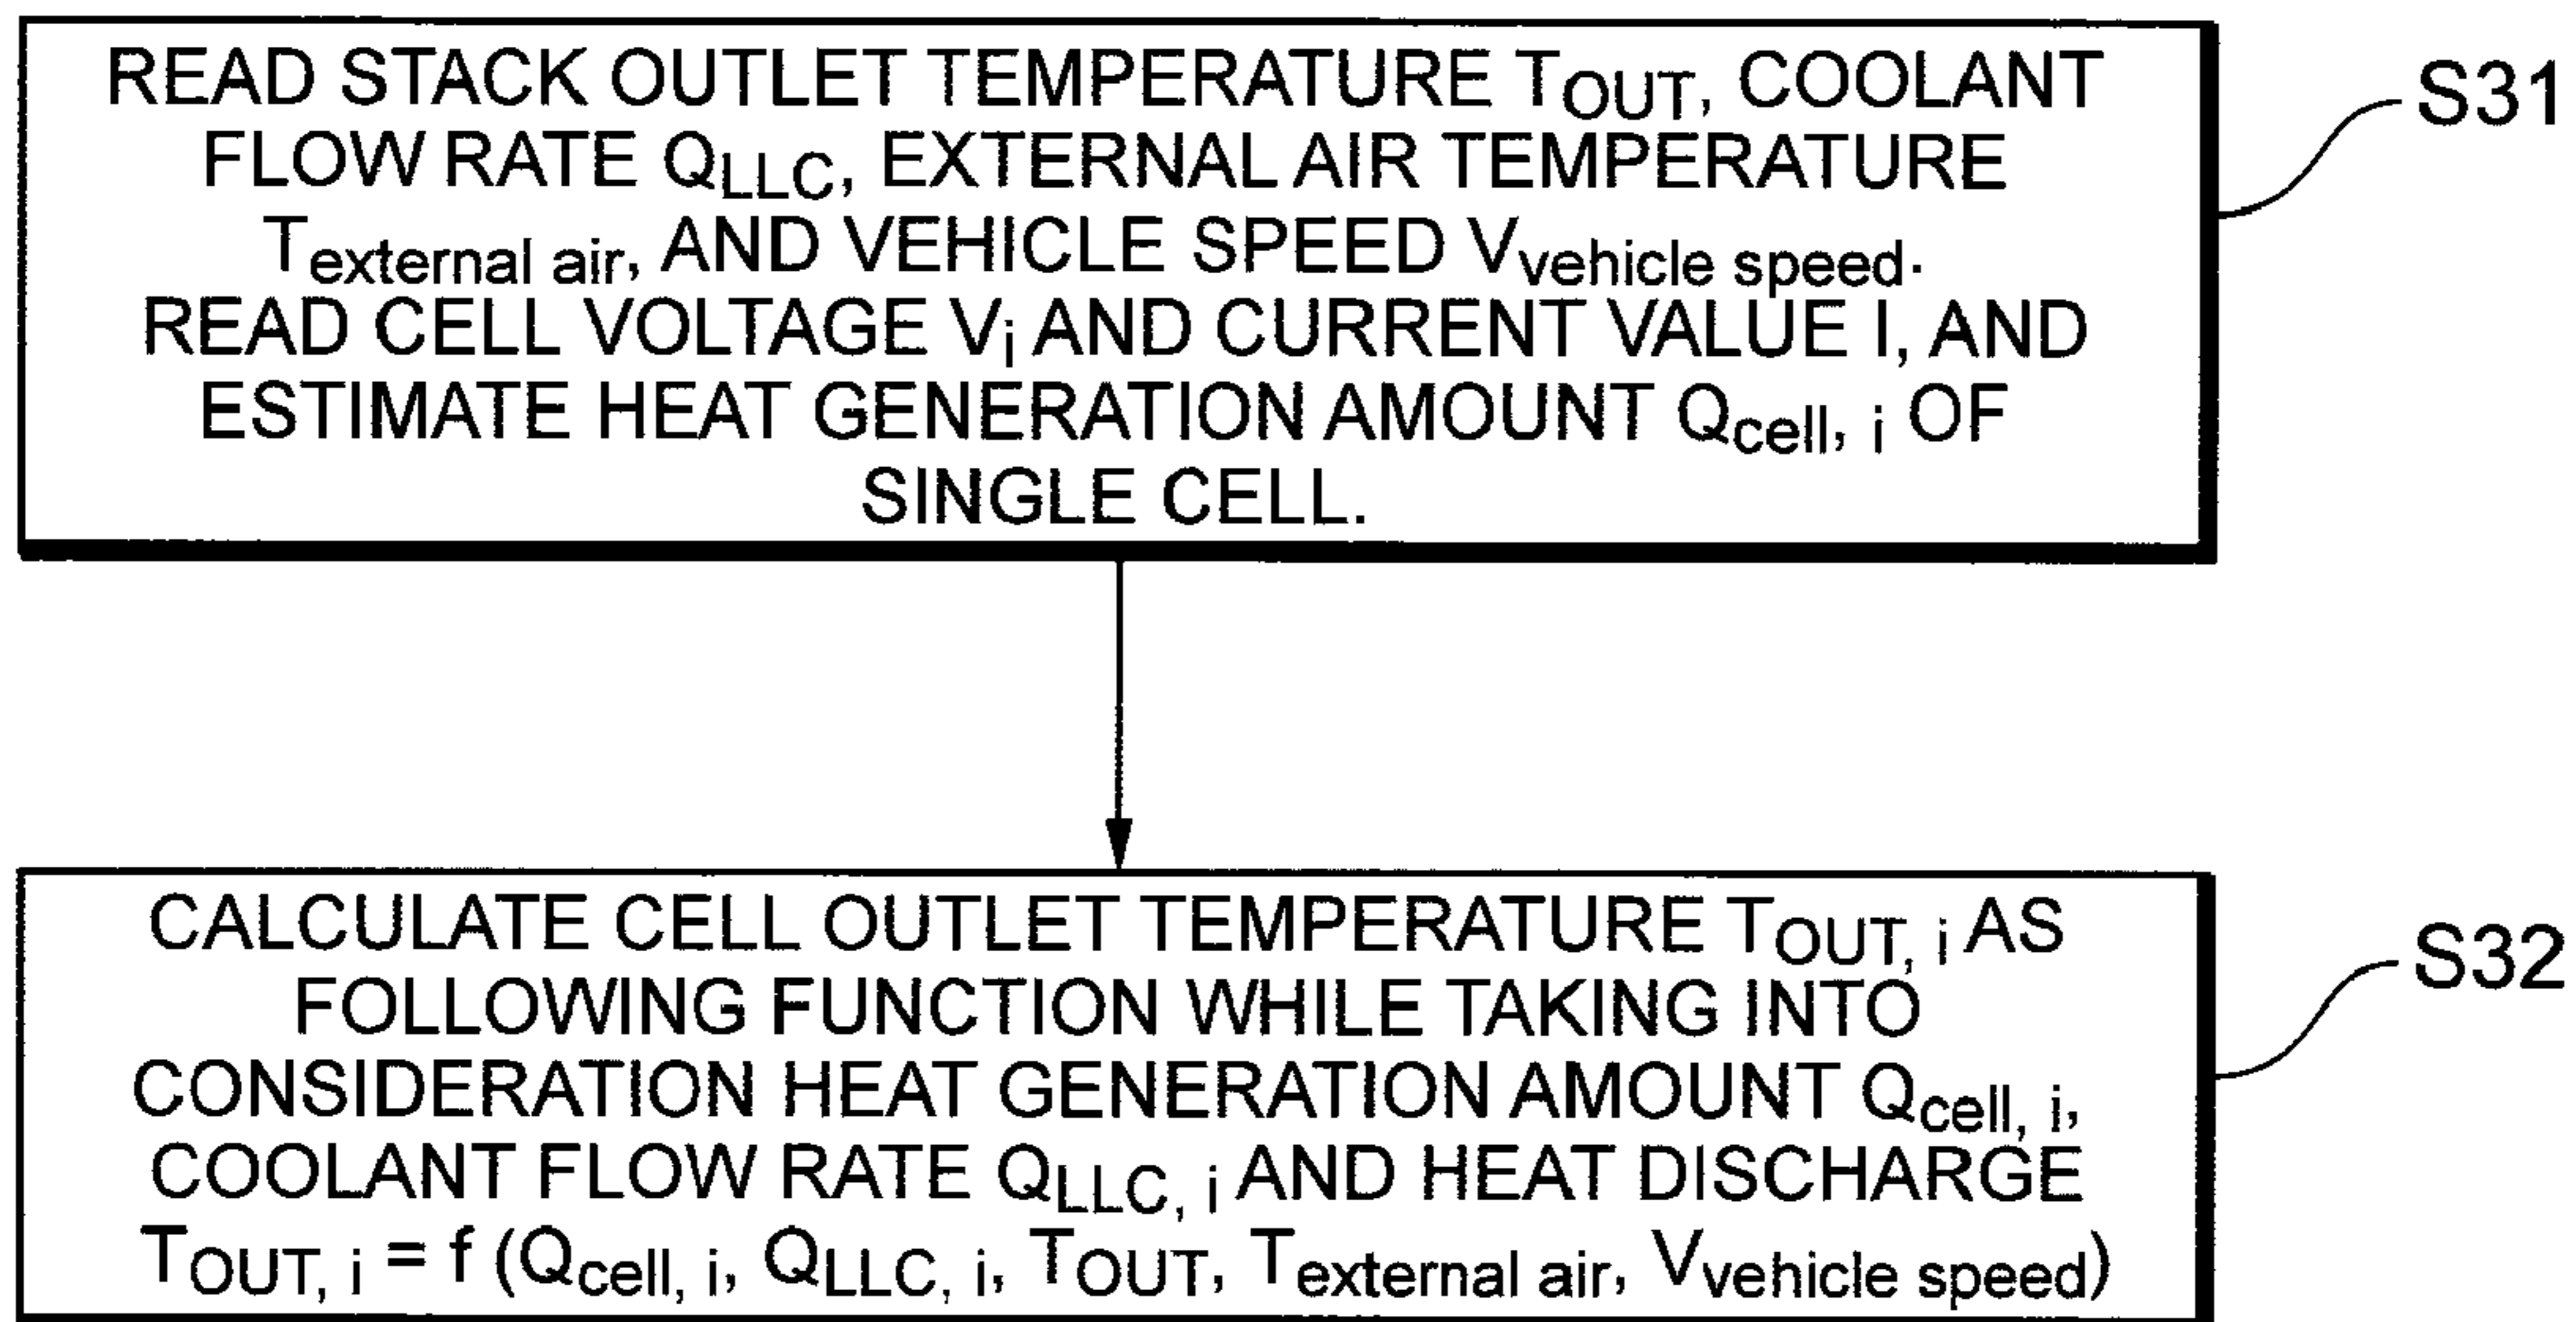 READ STACK OUTLET TEMPERATURE TOUT, COOLANT
FLOW RATE QLLC, EXTERNAL AIR TEMPERATURE
Texternal air, AND VEHICLE SPEED Vvehicle speed.
READ CELL VOLTAGE Vi AND CURRENT VALUE I, AND
ESTIMATE HEAT GENERATION AMOUNT Qcell, i OF
SINGLE CELL.
S31
CALCULATE CELL OUTLET TEMPERATURE TOUT, i AS
FOLLOWING FUNCTION WHILE TAKING INTO
CONSIDERATION HEAT GENERATION AMOUNT Qcell, i,
COOLANT FLOW RATE QLLC, i AND HEAT DISCHARGE
TOUT, i = f (Qcell, i, QLLC, i, TOUT, Texternal air, Vvehicle speed)
S32